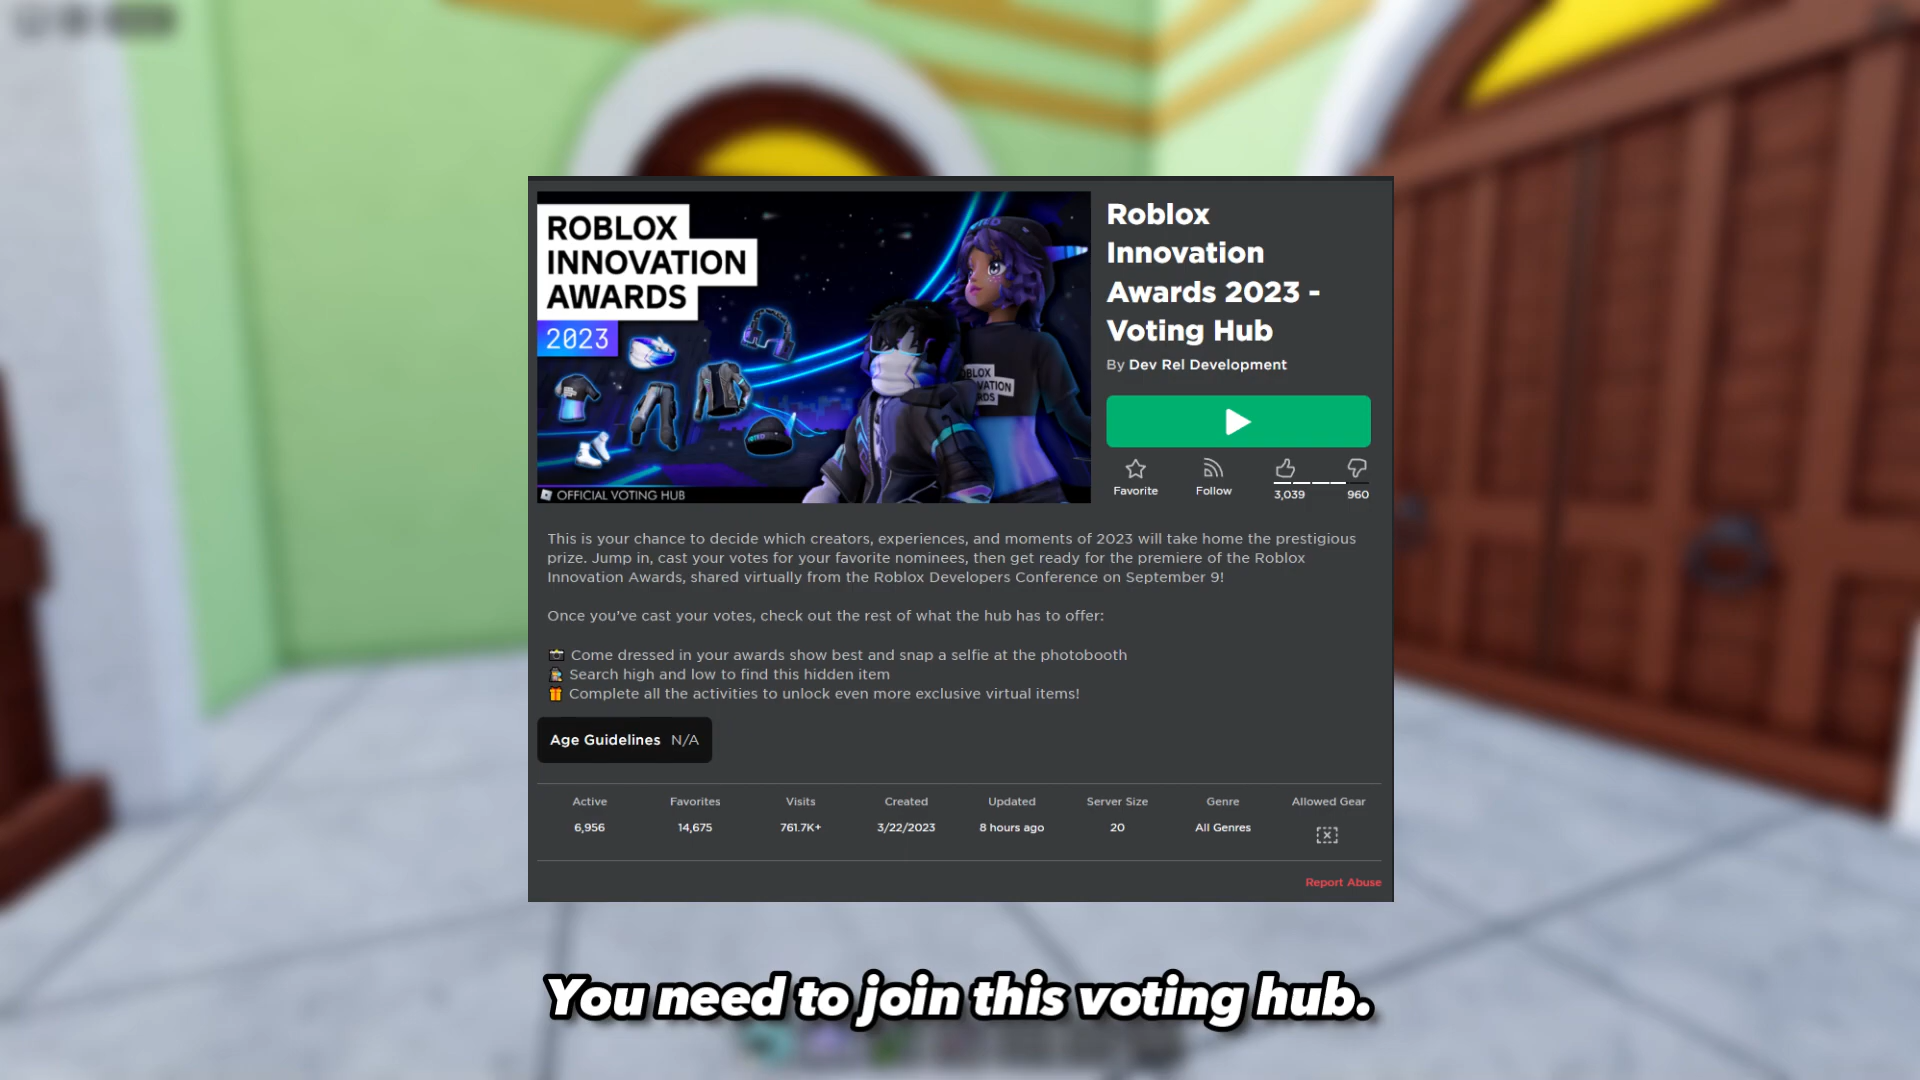 ROBLOX
INNOVATION
AWARDS
2023
OFFICIAL VOTING HUB
Roblox
Innovation
Awards 2023 -
Voting Hub
By Dev Rel Development
Favorite
Follow
3,039
960
This is your chance to decide which creators, experiences, and moments of 2023 will take home the prestigious
prize. Jump in, cast your votes for your favorite nominees, then get ready for the premiere of the Roblox
Innovation Awards, shared virtually from the Roblox Developers Conference on September 9!
Once you've cast your votes, check out the rest of what the hub has to offer:
📸 Come dressed in your awards show best and snap a selfie at the photobooth
Search high and low to find this hidden item
🎁 Complete all the activities to unlock even more exclusive virtual items!
Age Guidelines N/A
Active Favorites Visits Created Updated Server Size Genre Allowed Gear
6,956 14,675 761.7K+ 3/22/2023 8 hours ago 20 All Genres
Report Abuse
You need to join this voting hub.